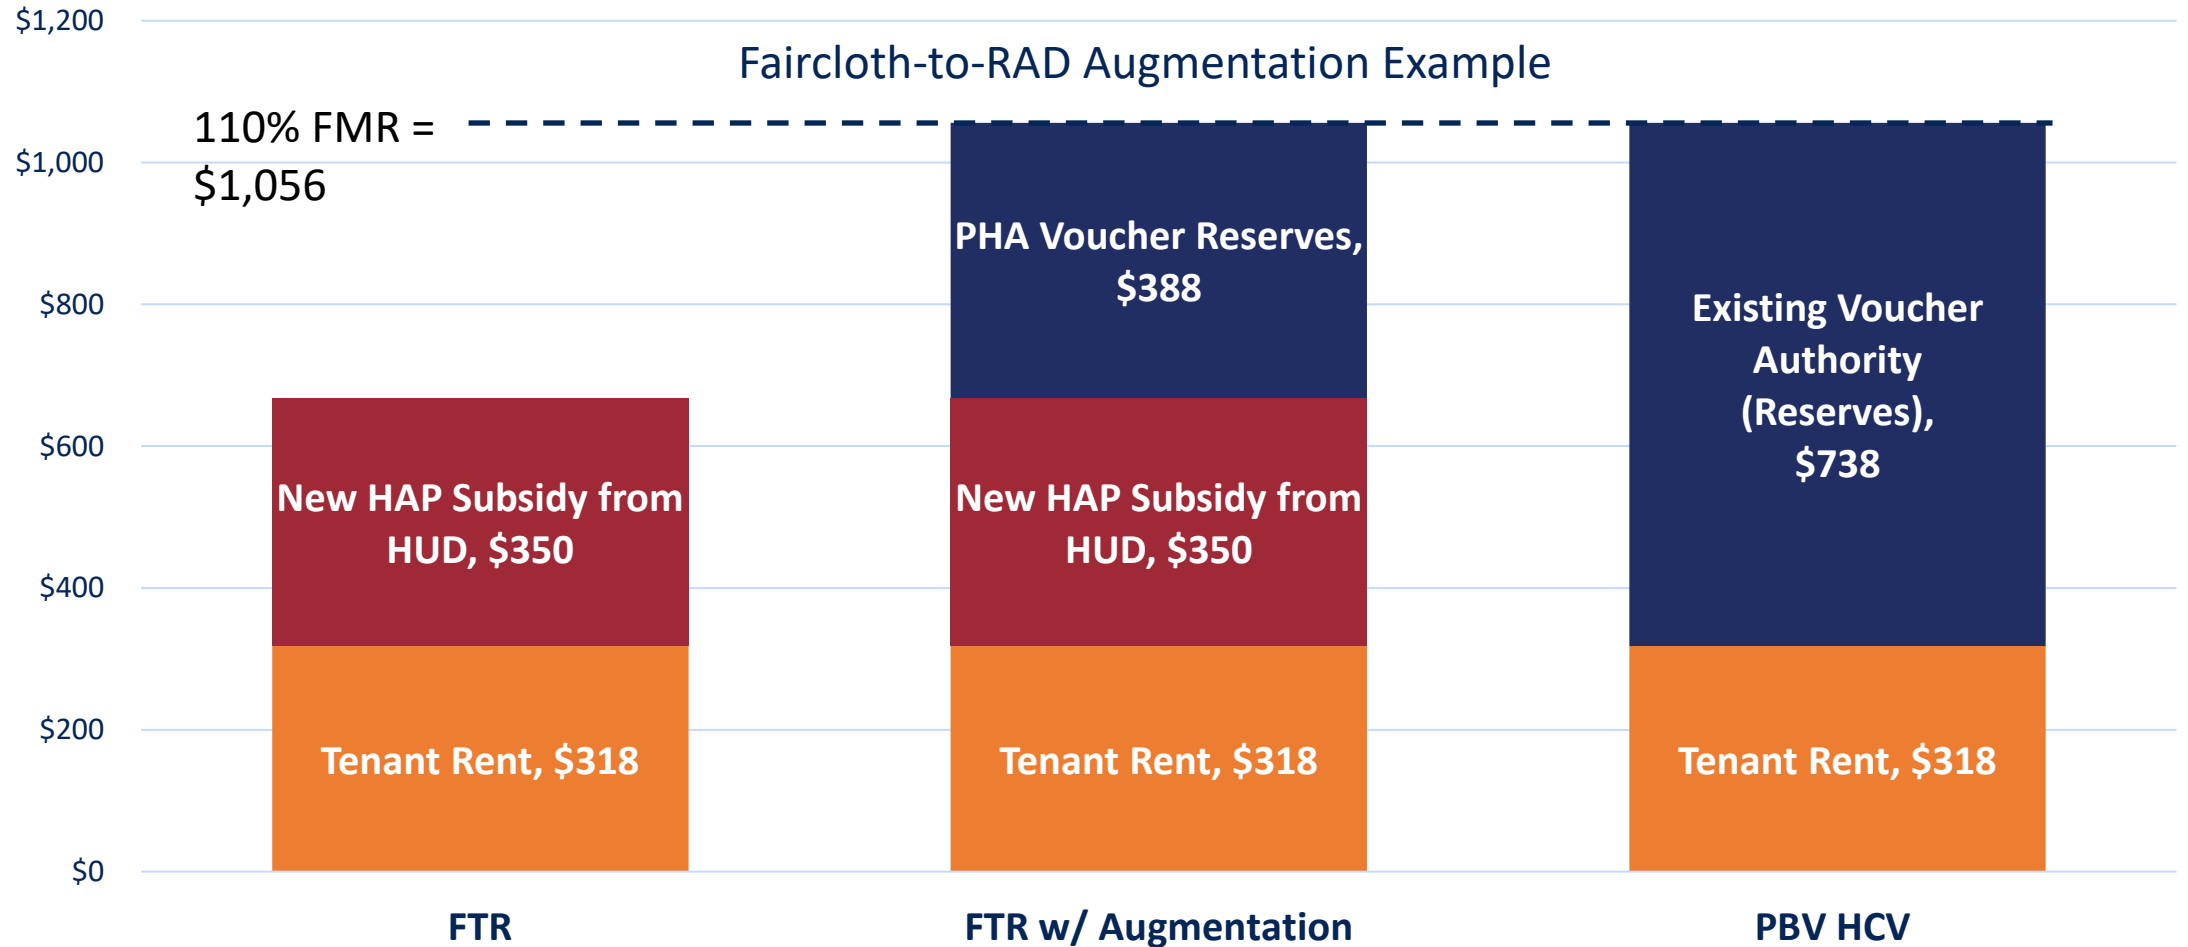 Faircloth-to-RAD Augmentation Example
$1,200
$1,000
$800
$600
$400
$200
$0
110% FMR =
$1,056
New HAP Subsidy from
HUD, $350
Tenant Rent, $318
PHA Voucher Reserves,
$388
New HAP Subsidy from
HUD, $350
Tenant Rent, $318
Existing Voucher
Authority
(Reserves),
$738
Tenant Rent, $318
FTR
FTR w/ Augmentation
PBV HCV